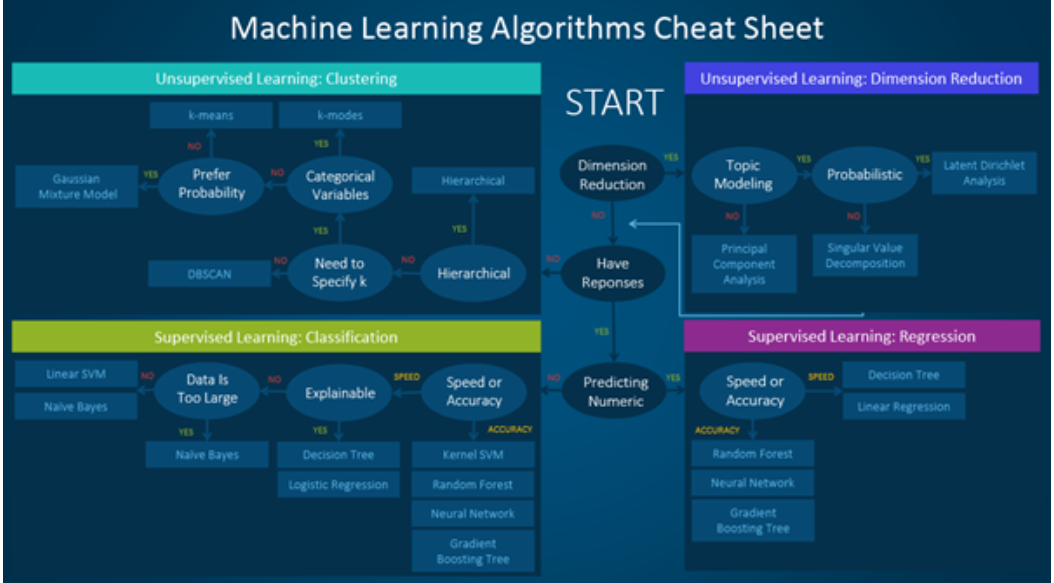 Machine Learning Algorithms Cheat Sheet
Unsupervised Learning: Clustering
k-means
k-modes
NO
YES
Gaussian
Mixture Model
YES
Prefer
Probability
NO
Categorical
Variables
Hierarchical
YES
YES
DBSCAN
NO
Need to
Specify k
NO
Hierarchical
NO
START
Dimension
Reduction
YES
NO
Have
Reponses
YES
Predicting
Numeric
NO
YES
Unsupervised Learning: Dimension Reduction
Topic
Modeling
YES
Probabilistic
YES
Latent Dirichlet
Analysis
NO
NO
Principal
Component
Analysis
Singular Value
Decomposition
Supervised Learning: Classification
Linear SVM
Naïve Bayes
NO
Data Is
Too Large
NO
Explainable
SPEED
Speed or
Accuracy
YES
YES
ACCURACY
Naïve Bayes
Decision Tree
Logistic Regression
Kernel SVM
Random Forest
Neural Network
Gradient
Boosting Tree
Supervised Learning: Regression
Speed or
Accuracy
SPEED
Decision Tree
Linear Regression
ACCURACY
Random Forest
Neural Network
Gradient
Boosting Tree